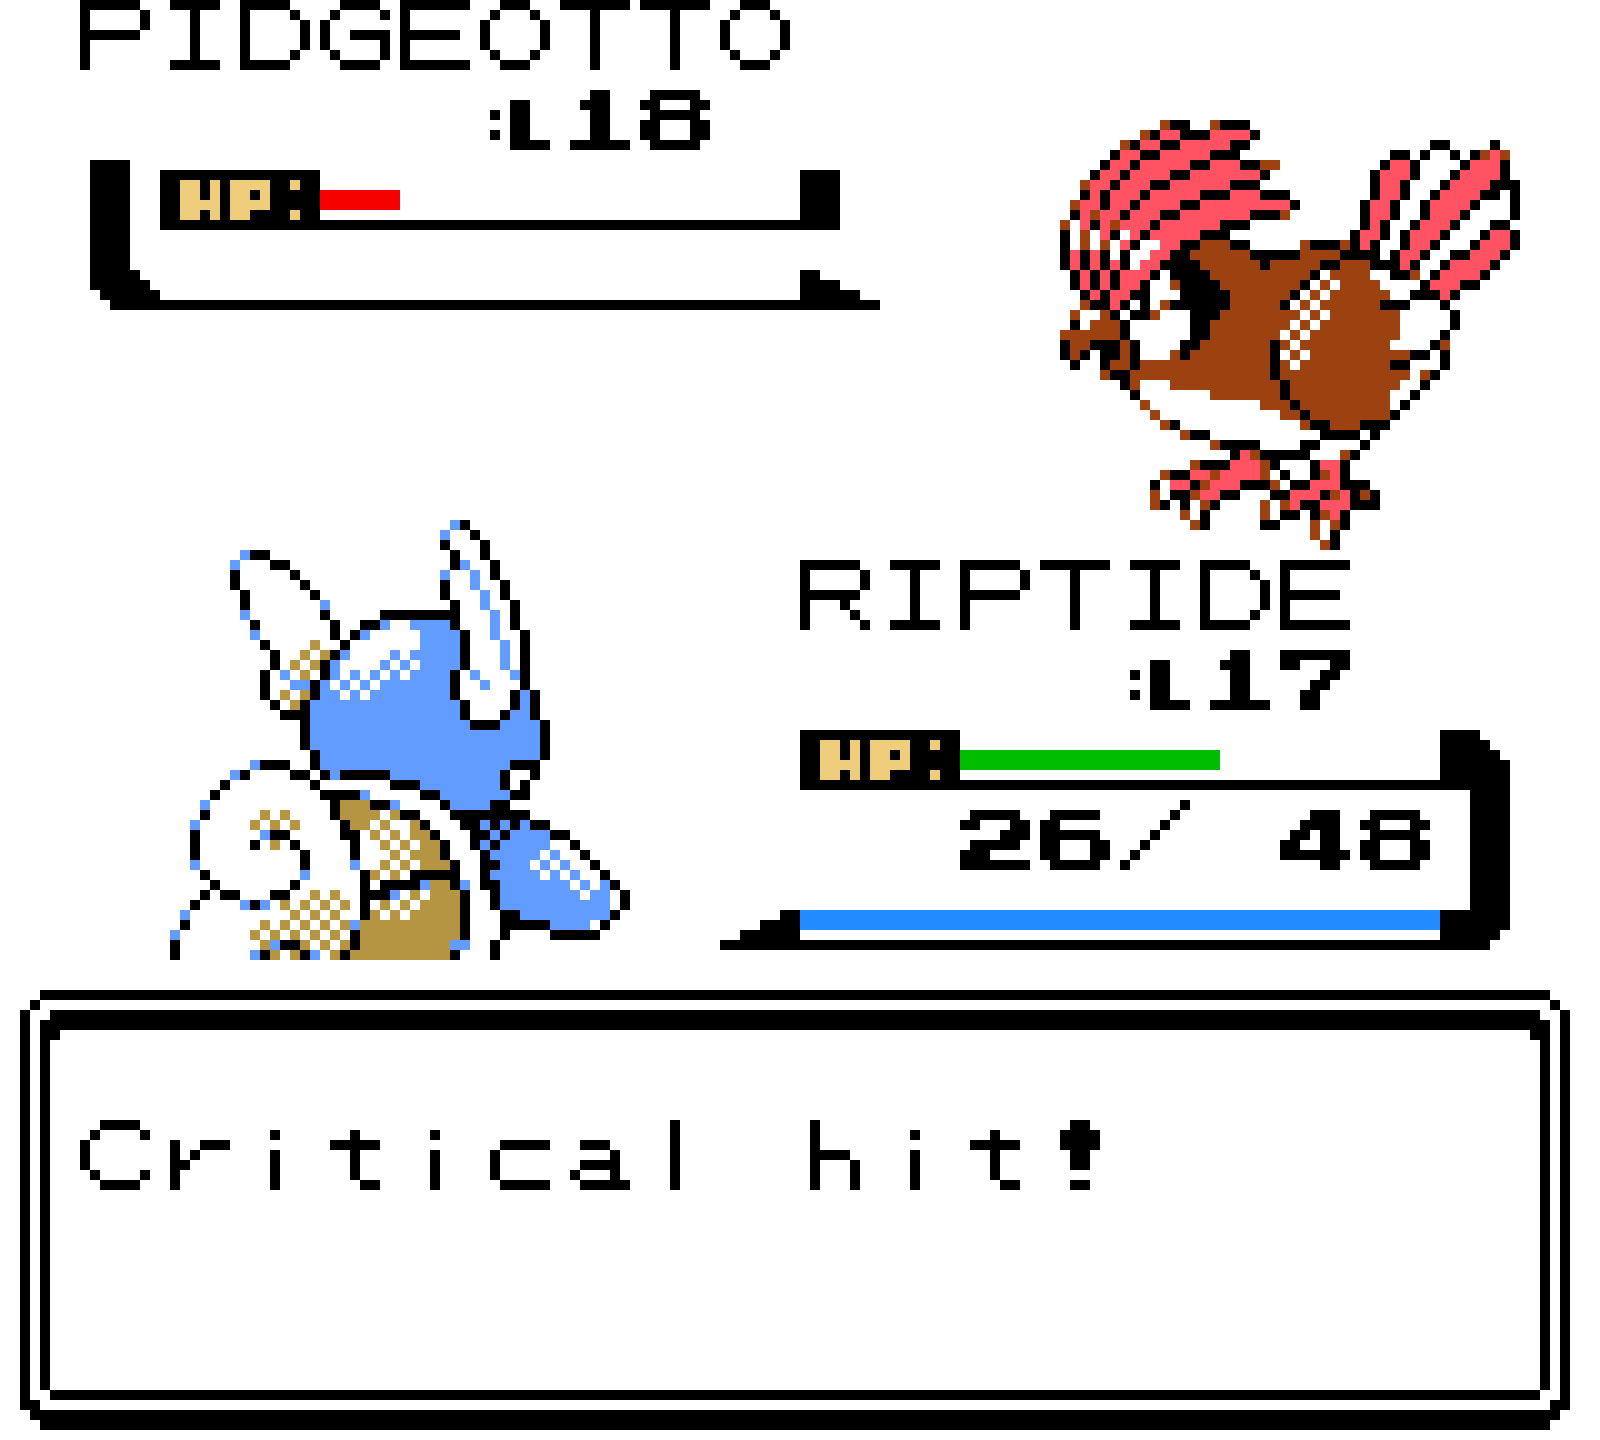 PIDGEOTTO
:L18
HP:
RIPTIDE
:L17
HP:
26/ 48
Critical hit!